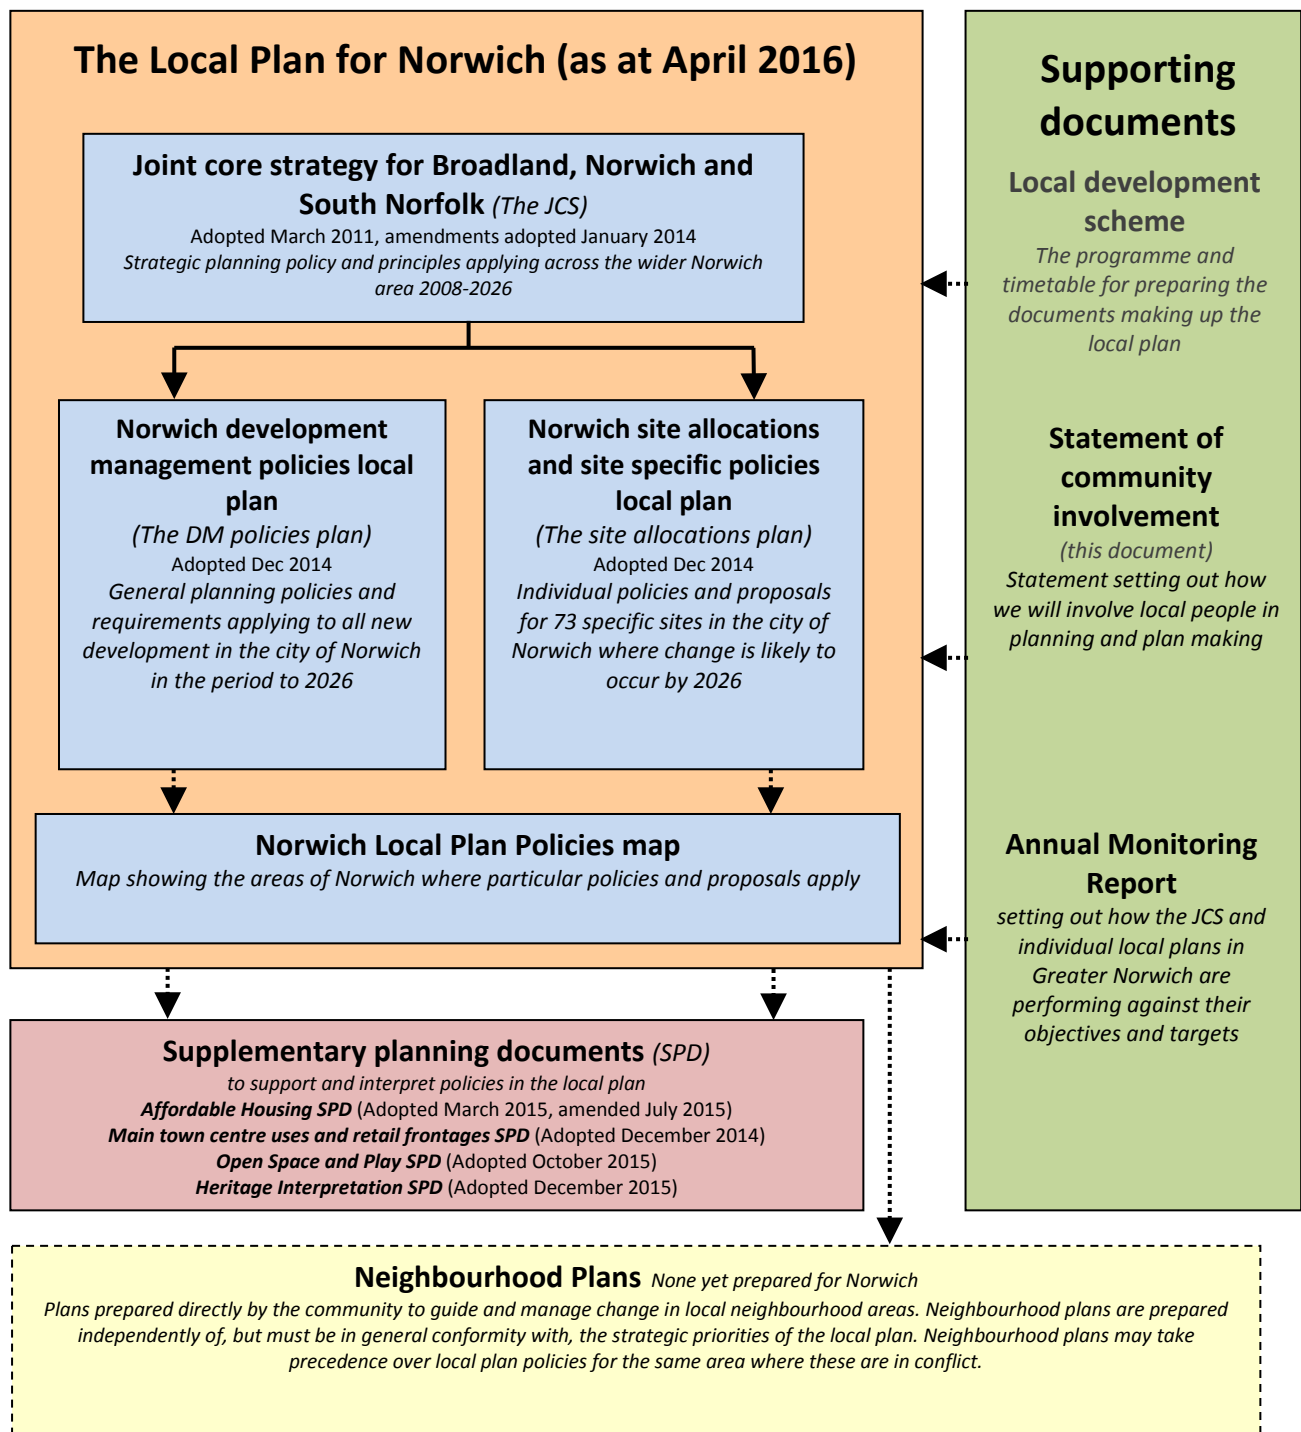 The Local Plan for Norwich (as at April 2016)
Joint core strategy for Broadland, Norwich and
South Norfolk (The JCS)
Adopted March 2011, amendments adopted January 2014
Strategic planning policy and principles applying across the wider Norwich
area 2008-2026
Norwich development
management policies local
plan
(The DM policies plan)
Adopted Dec 2014
General planning policies and
requirements applying to all new
development in the city of Norwich
in the period to 2026
Norwich site allocations
and site specific policies
local plan
(The site allocations plan)
Adopted Dec 2014
Individual policies and proposals
for 73 specific sites in the city of
Norwich where change is likely to
occur by 2026
Norwich Local Plan Policies map
Map showing the areas of Norwich where particular policies and proposals apply
Supporting
documents
Local development
scheme
The programme and
timetable for preparing the
documents making up the
local plan
Statement of
community
involvement
(this document)
Statement setting out how
we will involve local people in
planning and plan making
Annual Monitoring
Report
setting out how the JCS and
individual local plans in
Greater Norwich are
performing against their
objectives and targets
Supplementary planning documents (SPD)
to support and interpret policies in the local plan
Affordable Housing SPD (Adopted March 2015, amended July 2015)
Main town centre uses and retail frontages SPD (Adopted December 2014)
Open Space and Play SPD (Adopted October 2015)
Heritage Interpretation SPD (Adopted December 2015)
Neighbourhood Plans None yet prepared for Norwich
Plans prepared directly by the community to guide and manage change in local neighbourhood areas. Neighbourhood plans are prepared
independently of, but must be in general conformity with, the strategic priorities of the local plan. Neighbourhood plans may take
precedence over local plan policies for the same area where these are in conflict.